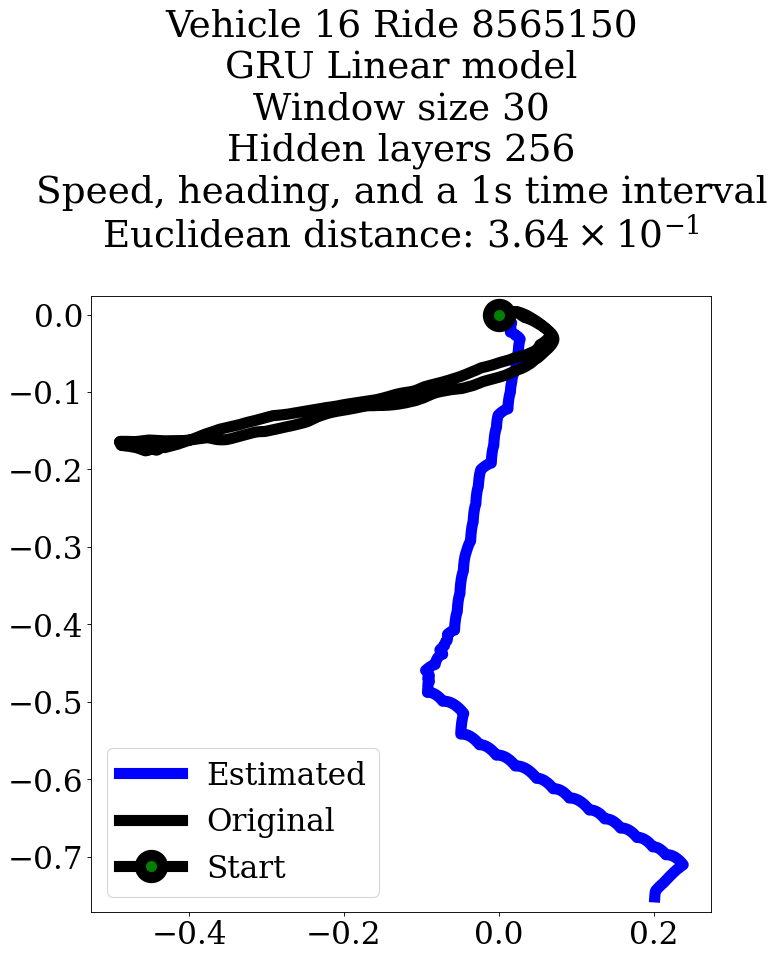 Vehicle 16 Ride 8565150
GRU Linear model
Window size 30
Hidden layers 256
Speed, heading, and a 1s time interval
Euclidean distance: 3.64 × 10⁻¹
0.0
−0.1
−0.2
−0.3
−0.4
−0.5
−0.6
−0.7
Estimated
Original
Start
−0.4 −0.2 0.0 0.2